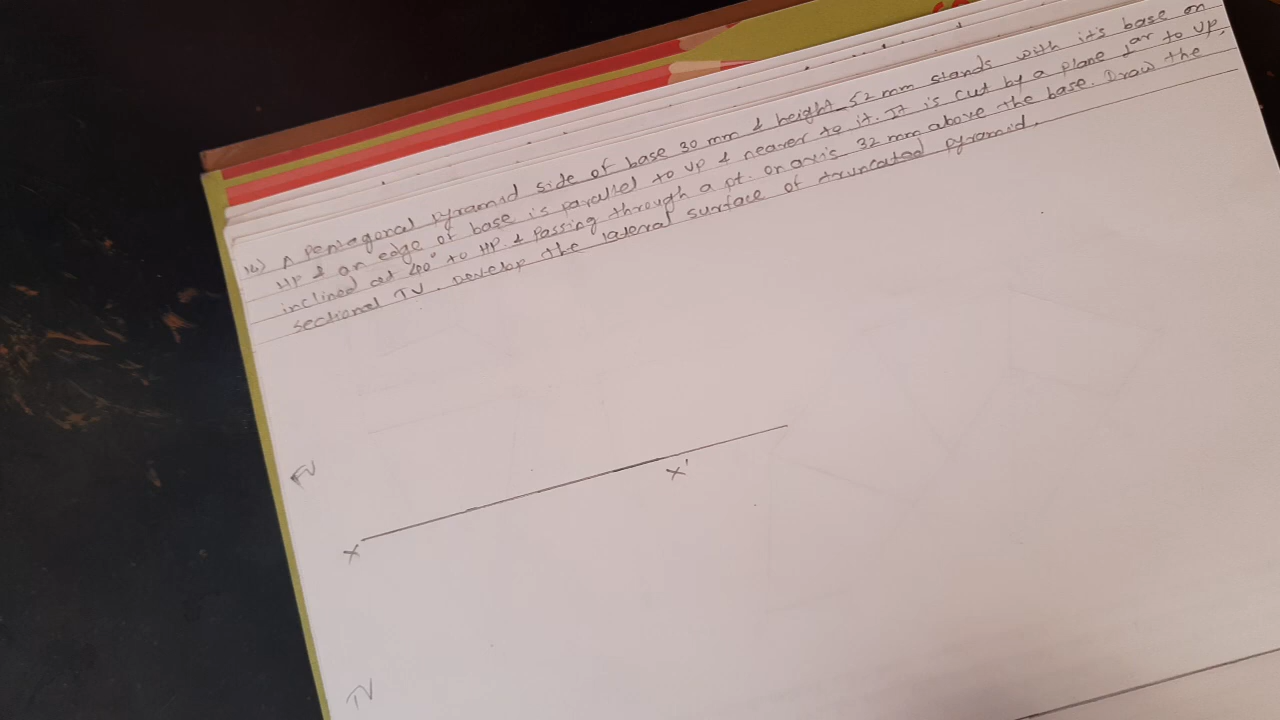 16) A Pentagonal Pyramid side of base 30 mm & height 52 mm stands with it's base on
HP & an edge of base is parallel to VP & nearer to it. It is cut by a plane ⊥ar to VP,
inclined at 40° to HP. & Passing through a pt. on axis 32 mm above the base. Draw the
sectional TV. Develop the lateral surface of truncated pyramid.
FV
X'
X
TV